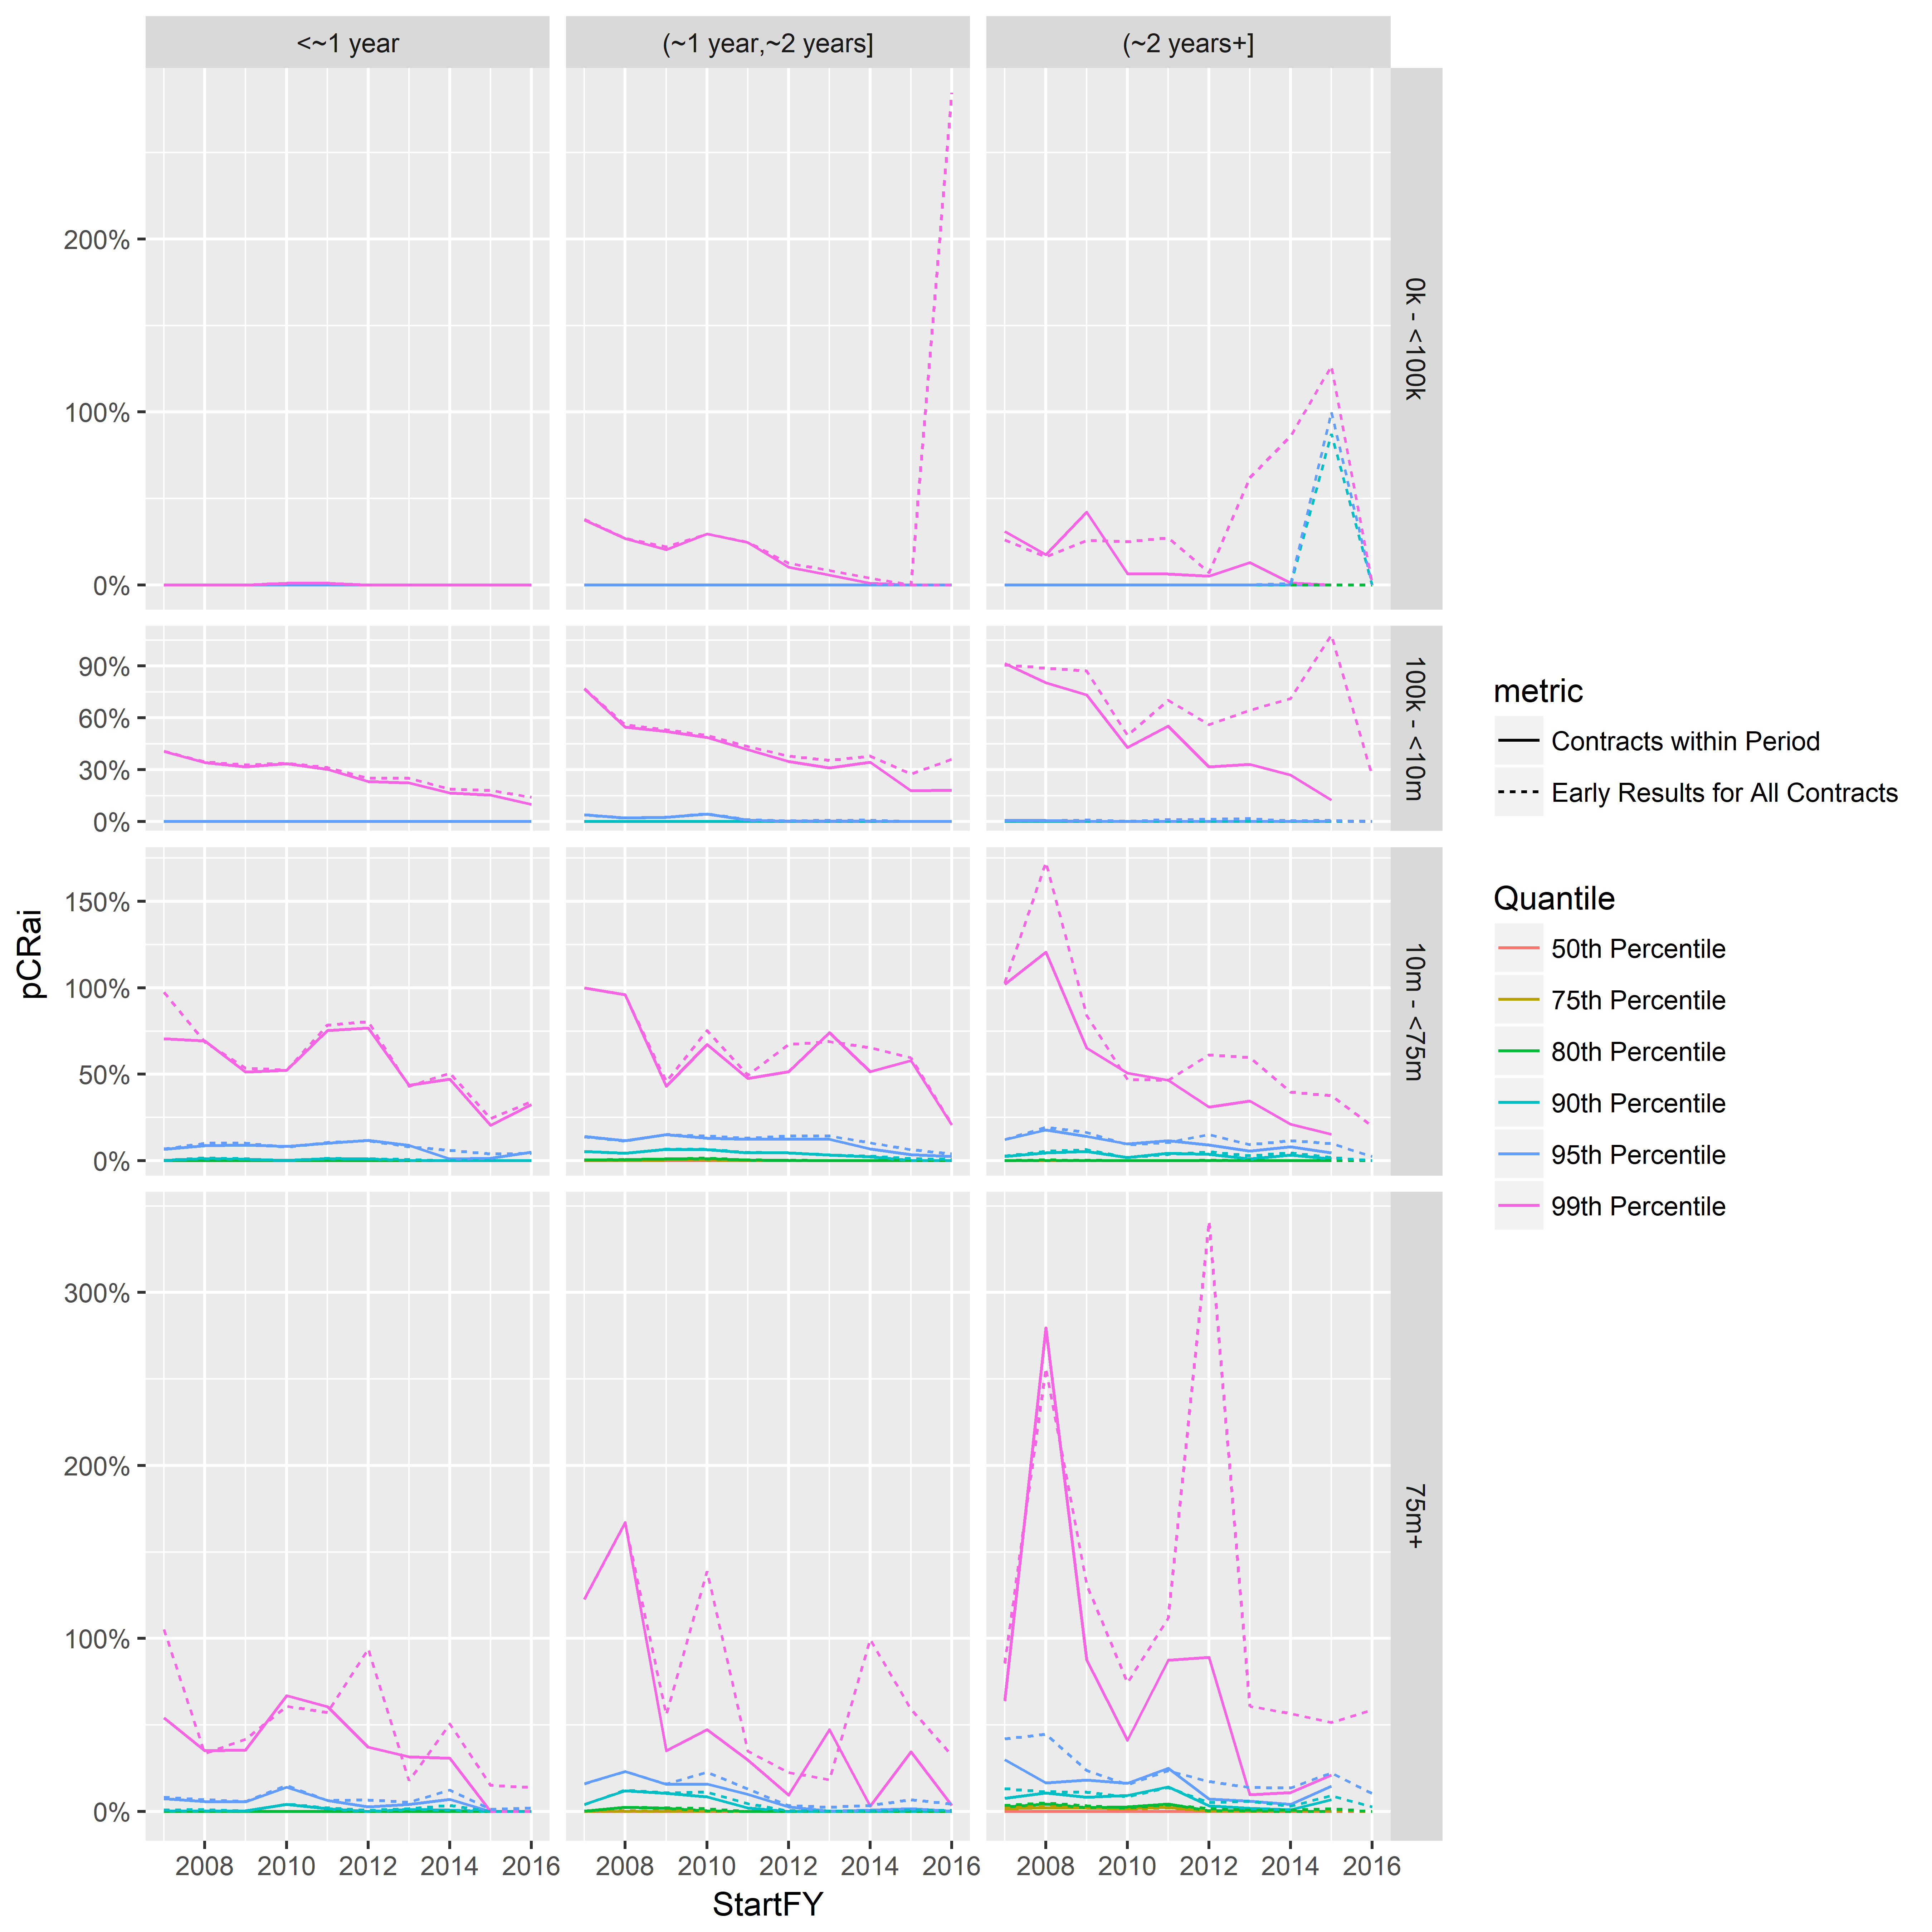 <~1 year
(~1 year,~2 years]
(~2 years+]
200%
100%
0%
0k - <100k
90%
60%
30%
0%
100k - <10m
150%
100%
50%
0%
10m - <75m
300%
200%
100%
0%
75m+
2008 2010 2012 2014 2016
2008 2010 2012 2014 2016
2008 2010 2012 2014 2016
StartFY
pCRai
metric
Contracts within Period
Early Results for All Contracts
Quantile
50th Percentile
75th Percentile
80th Percentile
90th Percentile
95th Percentile
99th Percentile